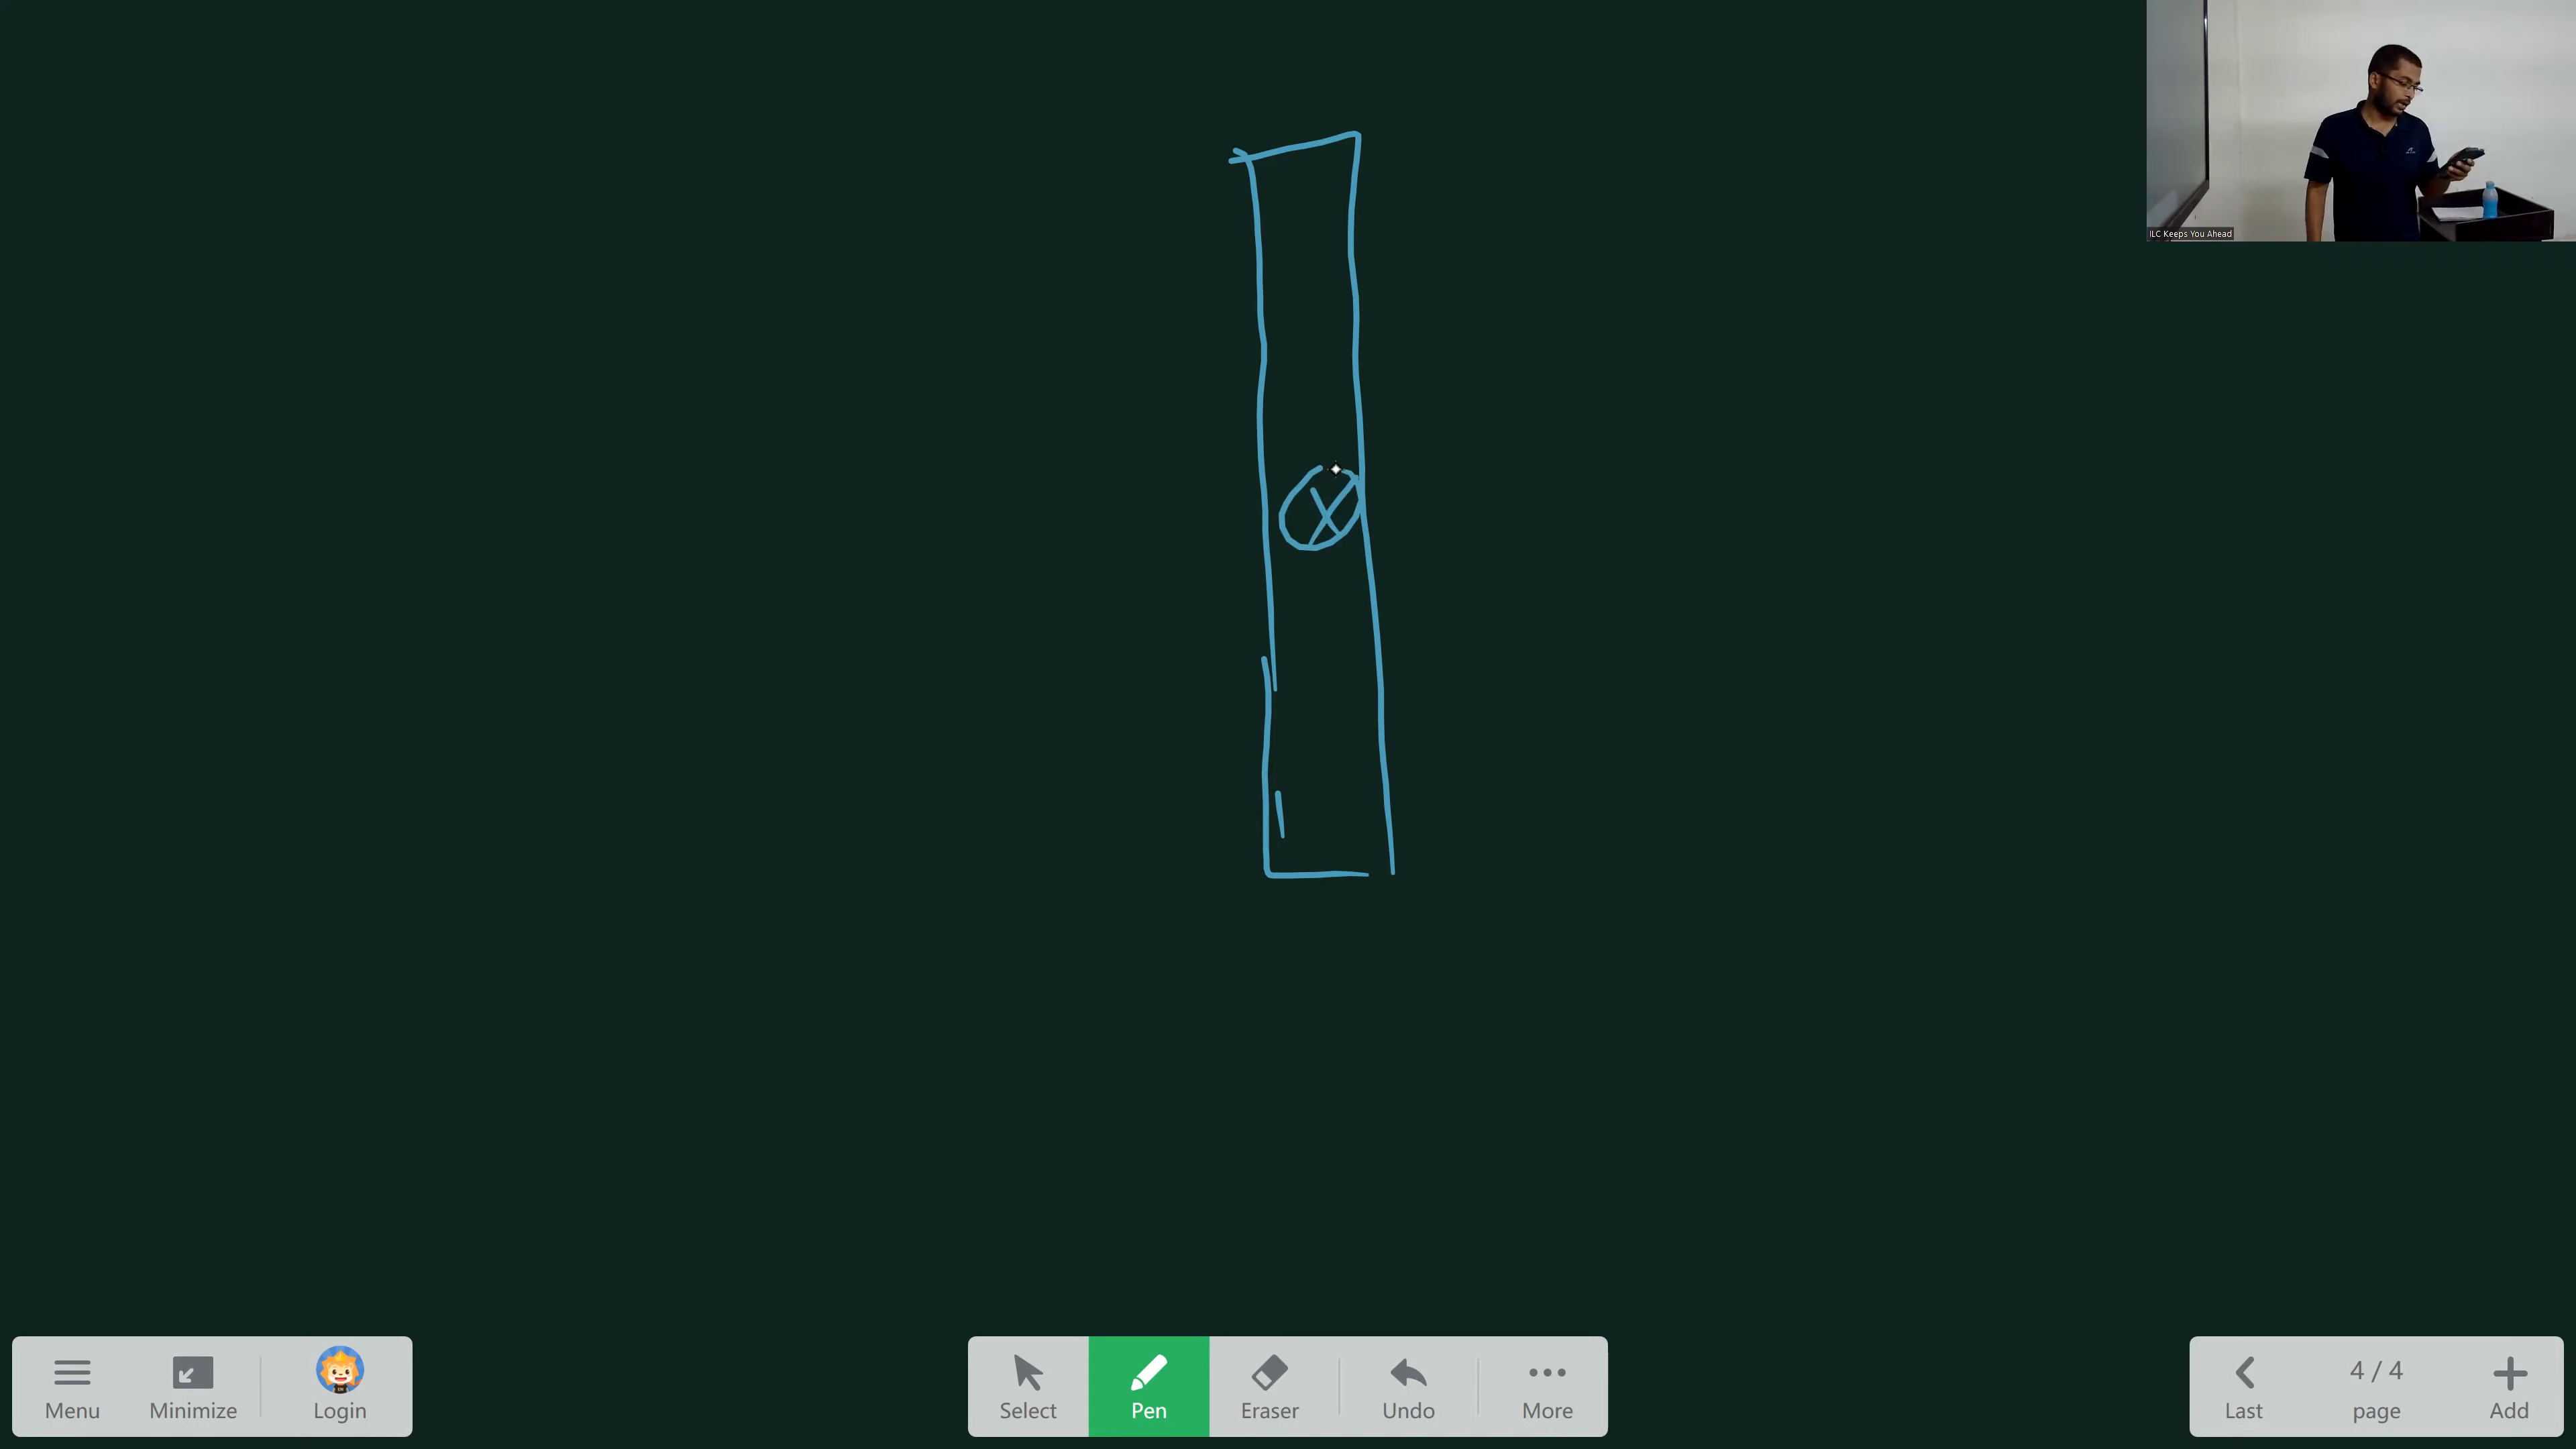 ILC Keeps You Ahead
X
Menu
Minimize
Login
Select
Pen
Eraser
Undo
More
Last
4 / 4
page
Add